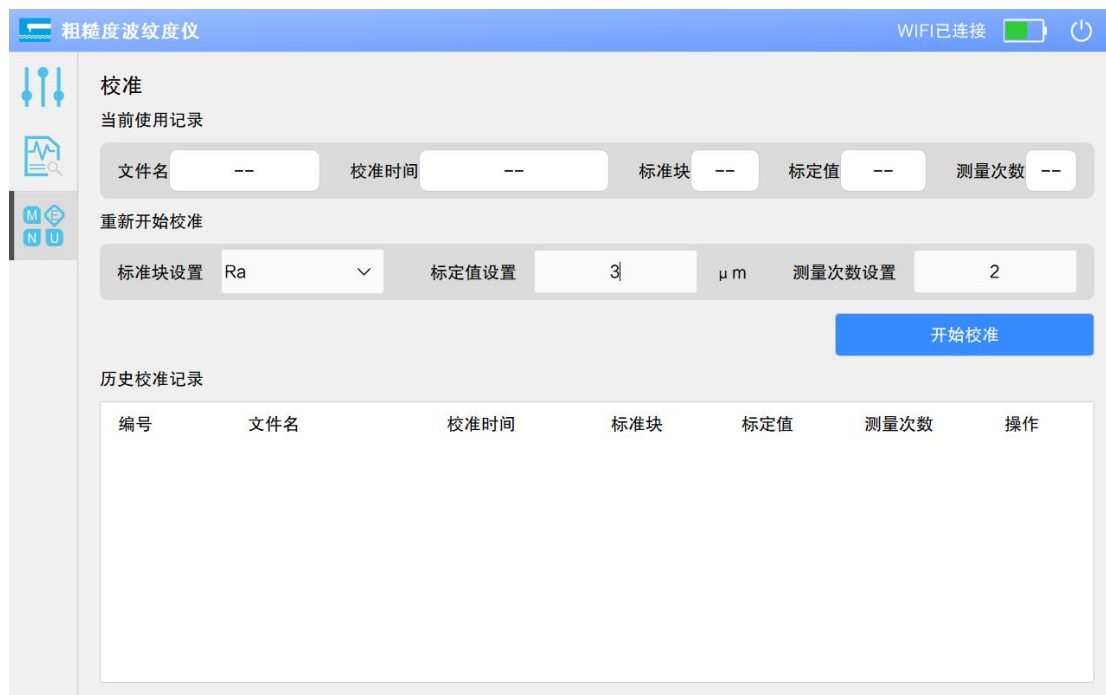 粗糙度波纹度仪 WIFI已连接
校准
当前使用记录
文件名 -- 校准时间 -- 标准块 -- 标定值 -- 测量次数 --
M E
N U
重新开始校准
标准块设置 Ra 标定值设置 3 μm 测量次数设置 2
开始校准
历史校准记录
编号 文件名 校准时间 标准块 标定值 测量次数 操作